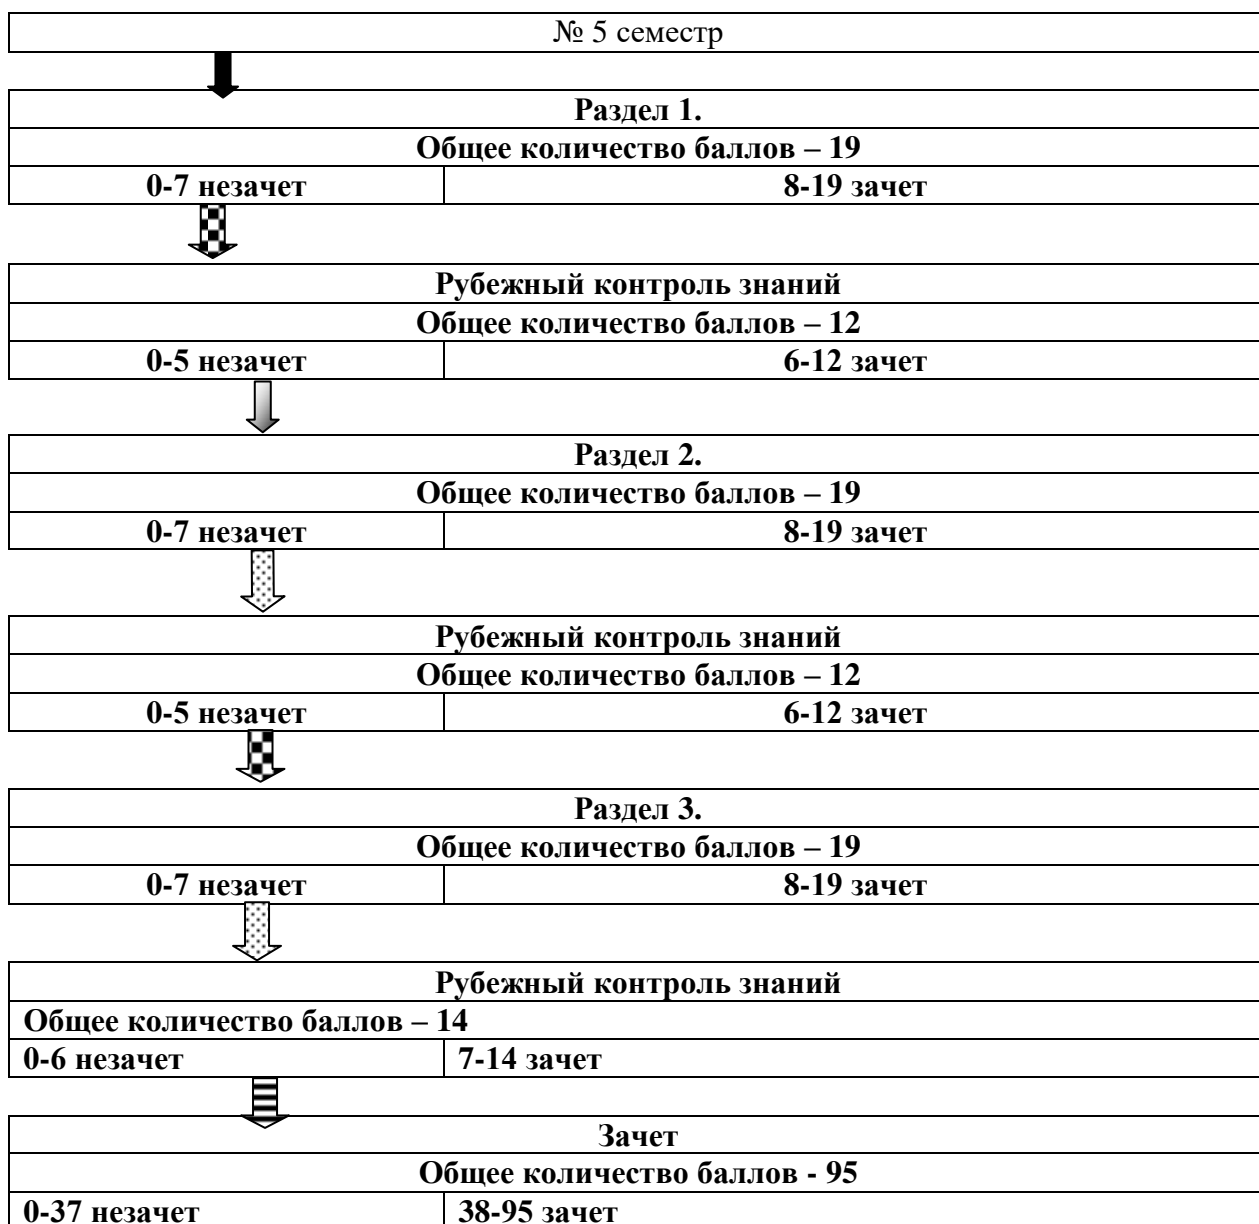 № 5 семестр
Раздел 1.
Общее количество баллов – 19
0-7 незачет 8-19 зачет
Рубежный контроль знаний
Общее количество баллов – 12
0-5 незачет 6-12 зачет
Раздел 2.
Общее количество баллов – 19
0-7 незачет 8-19 зачет
Рубежный контроль знаний
Общее количество баллов – 12
0-5 незачет 6-12 зачет
Раздел 3.
Общее количество баллов – 19
0-7 незачет 8-19 зачет
Рубежный контроль знаний
Общее количество баллов – 14
0-6 незачет 7-14 зачет
Зачет
Общее количество баллов - 95
0-37 незачет 38-95 зачет